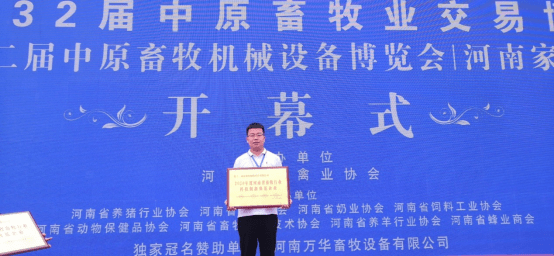 32届中原畜牧业交易
二届中原畜牧机械设备博览会|河南家
开幕式
办单位
河 禽业协会
单位
河南省养猪行业协会 河南省 河南省奶业协会 河南省饲料工业协会
河南省动物保健品协会 河南省畜 河南省养羊行业协会 河南省蜂业商会
独家冠名赞助单 河南万华畜牧设备有限公司